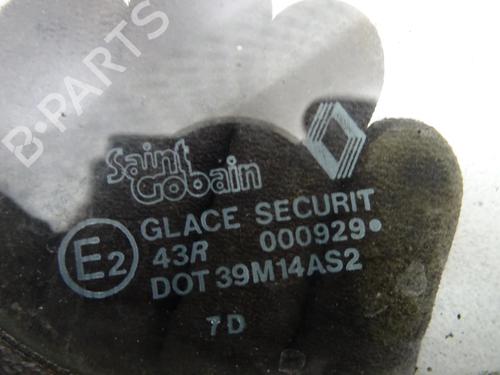 B-PARTS
Saint
Gobain
GLACE SECURIT
E2
43R 000929•
DOT 39M14AS2
7D